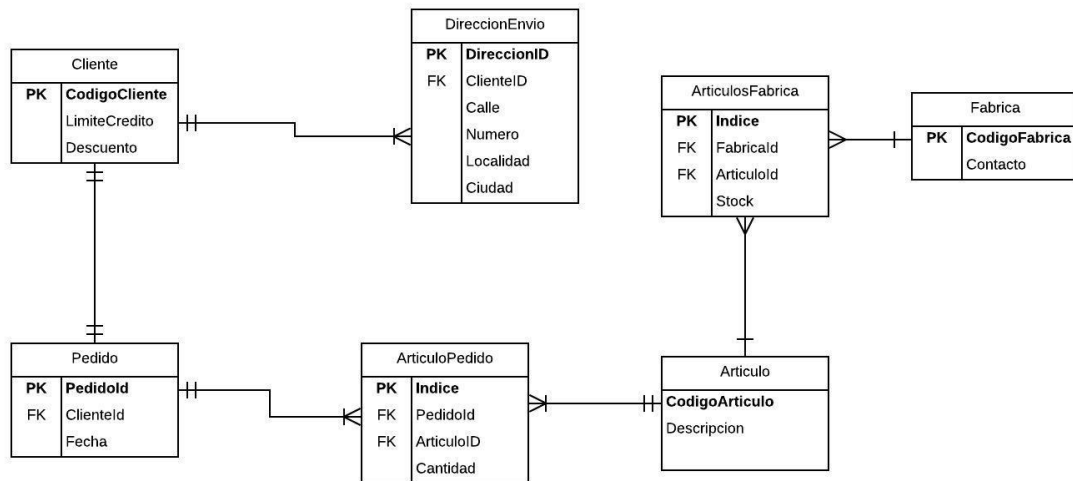 Cliente
PK CodigoCliente
LimiteCredito
Descuento
DireccionEnvio
PK DireccionID
FK ClienteID
Calle
Numero
Localidad
Ciudad
ArticulosFabrica
PK Indice
FK FabricaId
FK ArticuloId
Stock
Fabrica
PK CodigoFabrica
Contacto
Pedido
PK PedidoId
FK ClienteId
Fecha
ArticuloPedido
PK Indice
FK PedidoId
FK ArticuloID
Cantidad
Articulo
CodigoArticulo
Descripcion